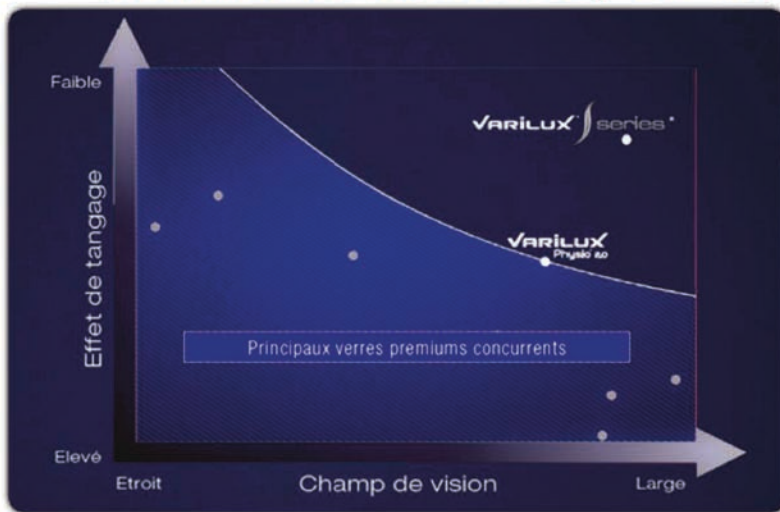 Faible
VARILUX S series
VARILUX
Physio 2.0
Effet de tangage
Principaux verres premiums concurrents
Elevé
Etroit
Champ de vision
Large